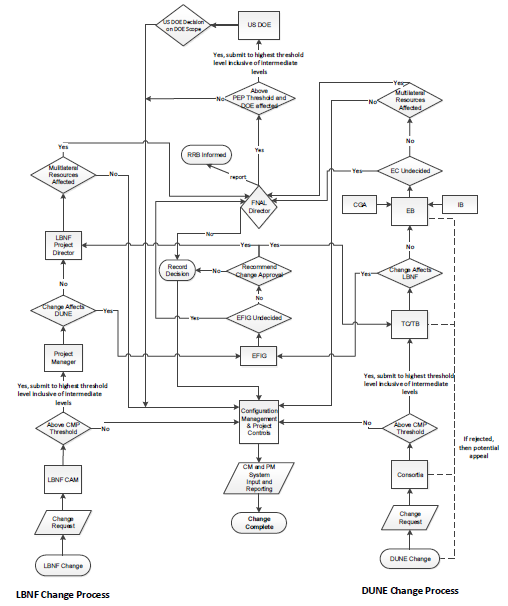 US DOE Decision
on DOE Scope
US DOE
Yes, submit to highest threshold
level inclusive of intermediate
levels
No
Above
PEP Threshold and
DOE affected
Yes
Multilateral
Resources
Affected
No
No
Yes
RRB Informed
report
Yes
Multilateral
Resources
Affected
No
EC Undecided
FNAL
Director
CGA
EB
IB
No
LBNF
Project
Director
Yes
Yes
No
Record
Decision
No
Recommend
Change Approval
Yes
Change Affects
LBNF
No
No
Change Affects
DUNE
Yes
Yes
EFIG Undecided
TC/TB
Project
Manager
EFIG
Yes, submit to highest threshold
level inclusive of intermediate
levels
Yes, submit to highest threshold
level inclusive of intermediate
levels
Above CMP
Threshold
No
Configuration
Management
& Project
Controls
No
Above CMP
Threshold
If rejected,
then potential
appeal
LBNF CAM
CM and PM
System
Input and
Reporting
Consortia
Change
Request
Change
Complete
Change
Request
LBNF Change
DUNE Change
LBNF Change Process
DUNE Change Process